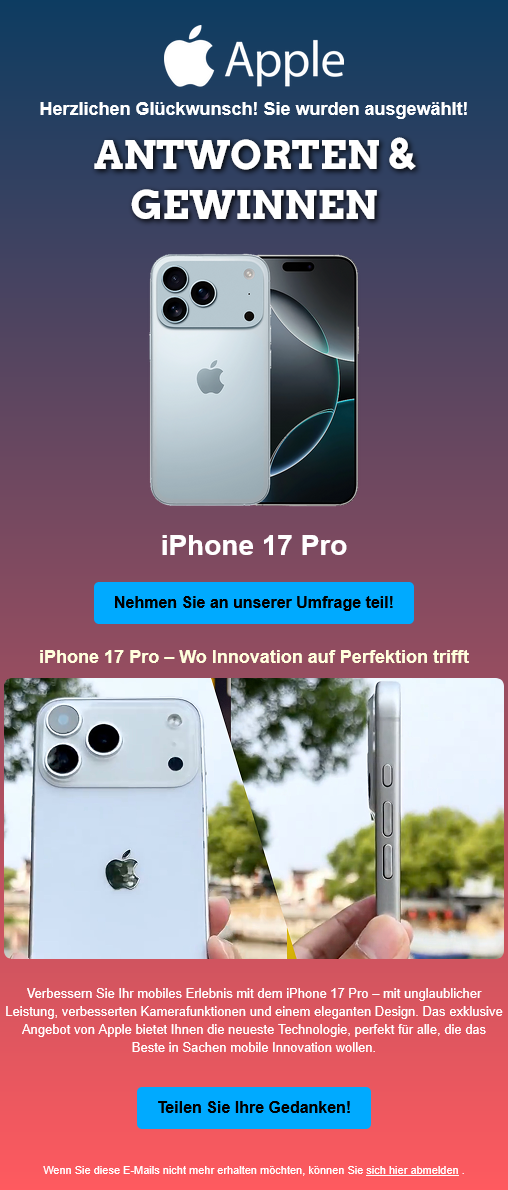 Apple
Herzlichen Glückwunsch! Sie wurden ausgewählt!
ANTWORTEN &
GEWINNEN
iPhone 17 Pro
Nehmen Sie an unserer Umfrage teil!
iPhone 17 Pro – Wo Innovation auf Perfektion trifft
Verbessern Sie Ihr mobiles Erlebnis mit dem iPhone 17 Pro – mit unglaublicher
Leistung, verbesserten Kamerafunktionen und einem eleganten Design. Das exklusive
Angebot von Apple bietet Ihnen die neueste Technologie, perfekt für alle, die das
Beste in Sachen mobile Innovation wollen.
Teilen Sie Ihre Gedanken!
Wenn Sie diese E-Mails nicht mehr erhalten möchten, können Sie sich hier abmelden .